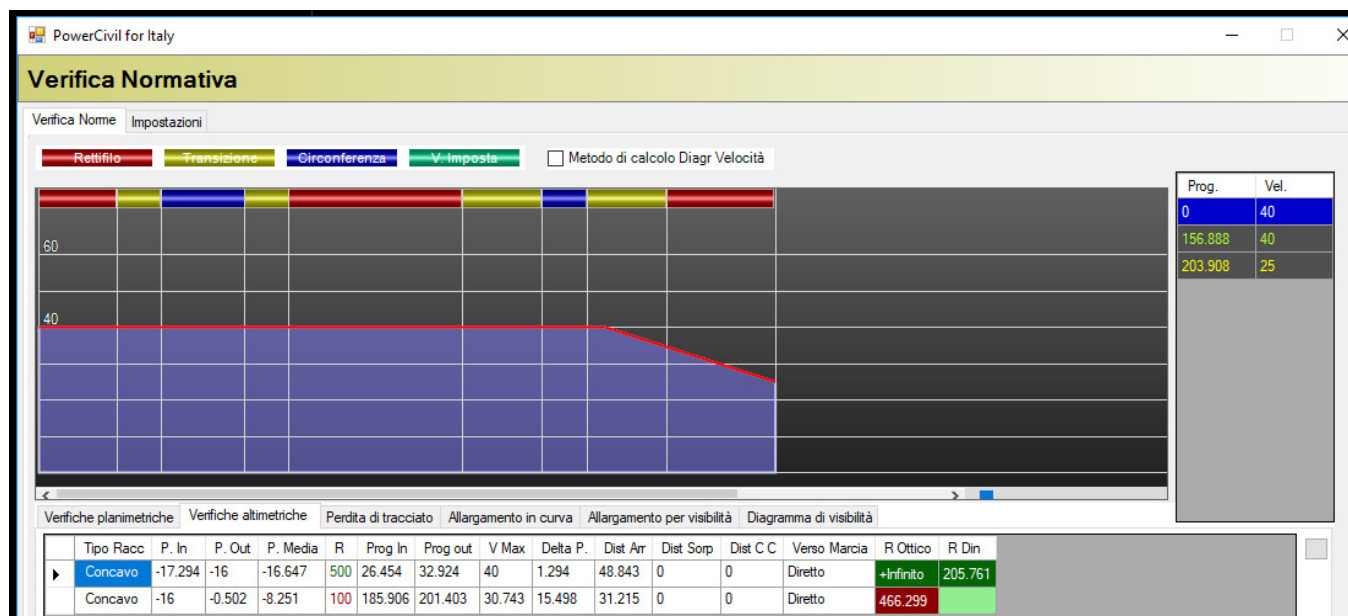 PowerCivil for Italy
Verifica Normativa
Verifica Norme Impostazioni
Rettifilo Transizione Circonferenza V. Imposta Metodo di calcolo Diagr Velocità
Prog. Vel.
0 40
156.888 40
203.908 25
60
40
Verifiche planimetriche Verifiche altimetriche Perdita di tracciato Allargamento in curva Allargamento per visibilità Diagramma di visibilità
Tipo Racc P. In P. Out P. Media R Prog In Prog out V Max Delta P. Dist Arr Dist Sorp Dist C C Verso Marcia R Ottico R Din
Concavo -17.294 -16 -16.647 500 26.454 32.924 40 1.294 48.843 0 0 Diretto +Infinito 205.761
Concavo -16 -0.502 -8.251 100 185.906 201.403 30.743 15.498 31.215 0 0 Diretto 466.299